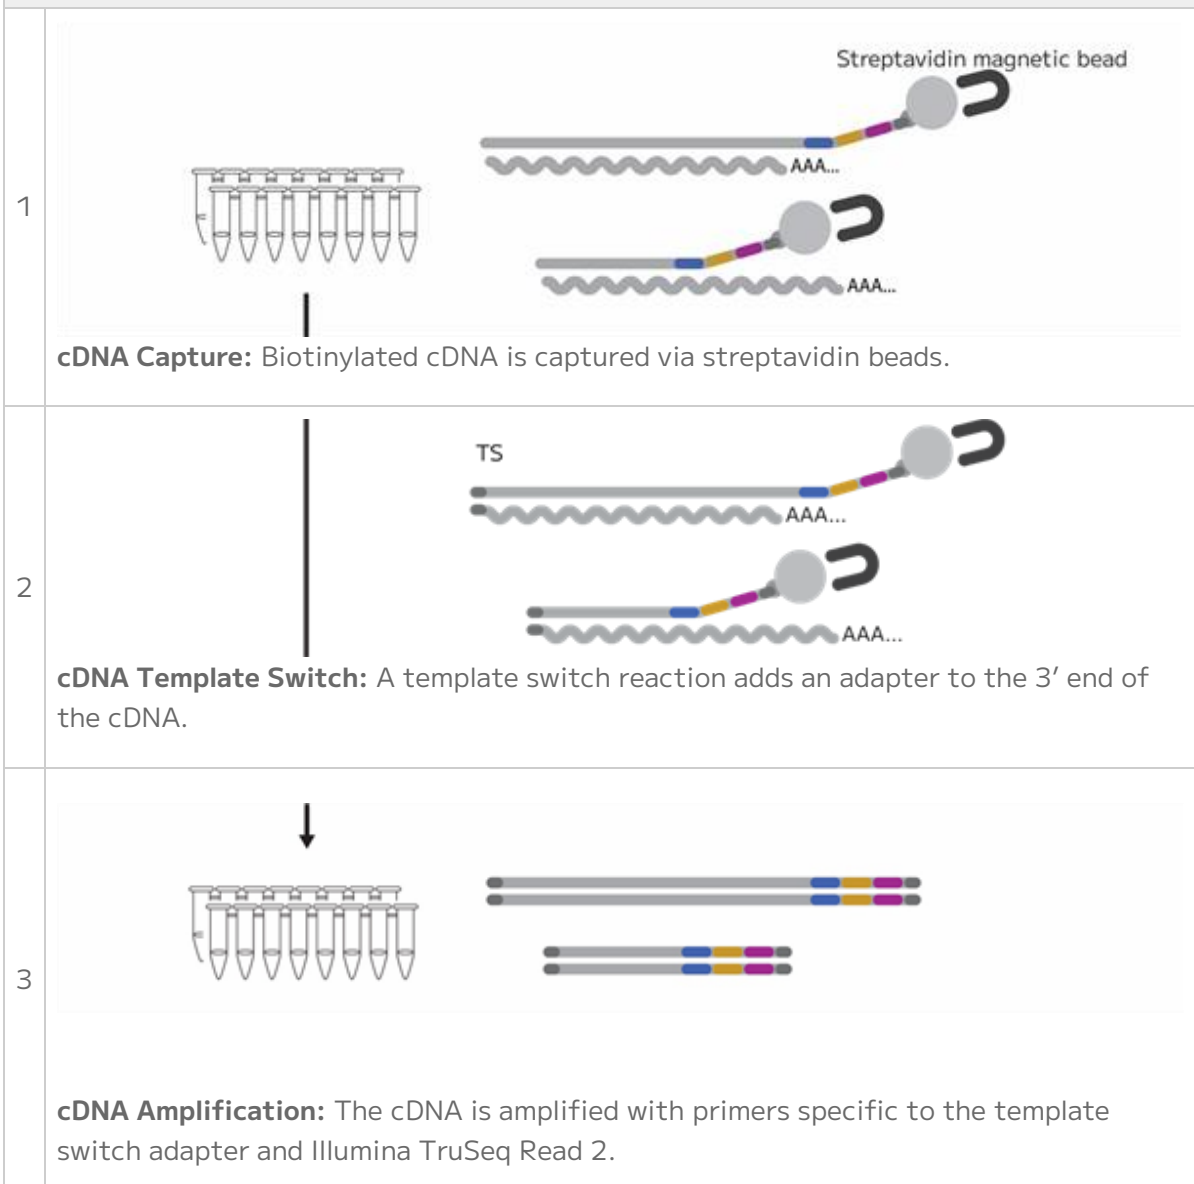 1
Streptavidin magnetic bead
AAA...
AAA...
cDNA Capture: Biotinylated cDNA is captured via streptavidin beads.
2
TS
AAA...
AAA...
cDNA Template Switch: A template switch reaction adds an adapter to the 3′ end of
the cDNA.
3
cDNA Amplification: The cDNA is amplified with primers specific to the template
switch adapter and Illumina TruSeq Read 2.